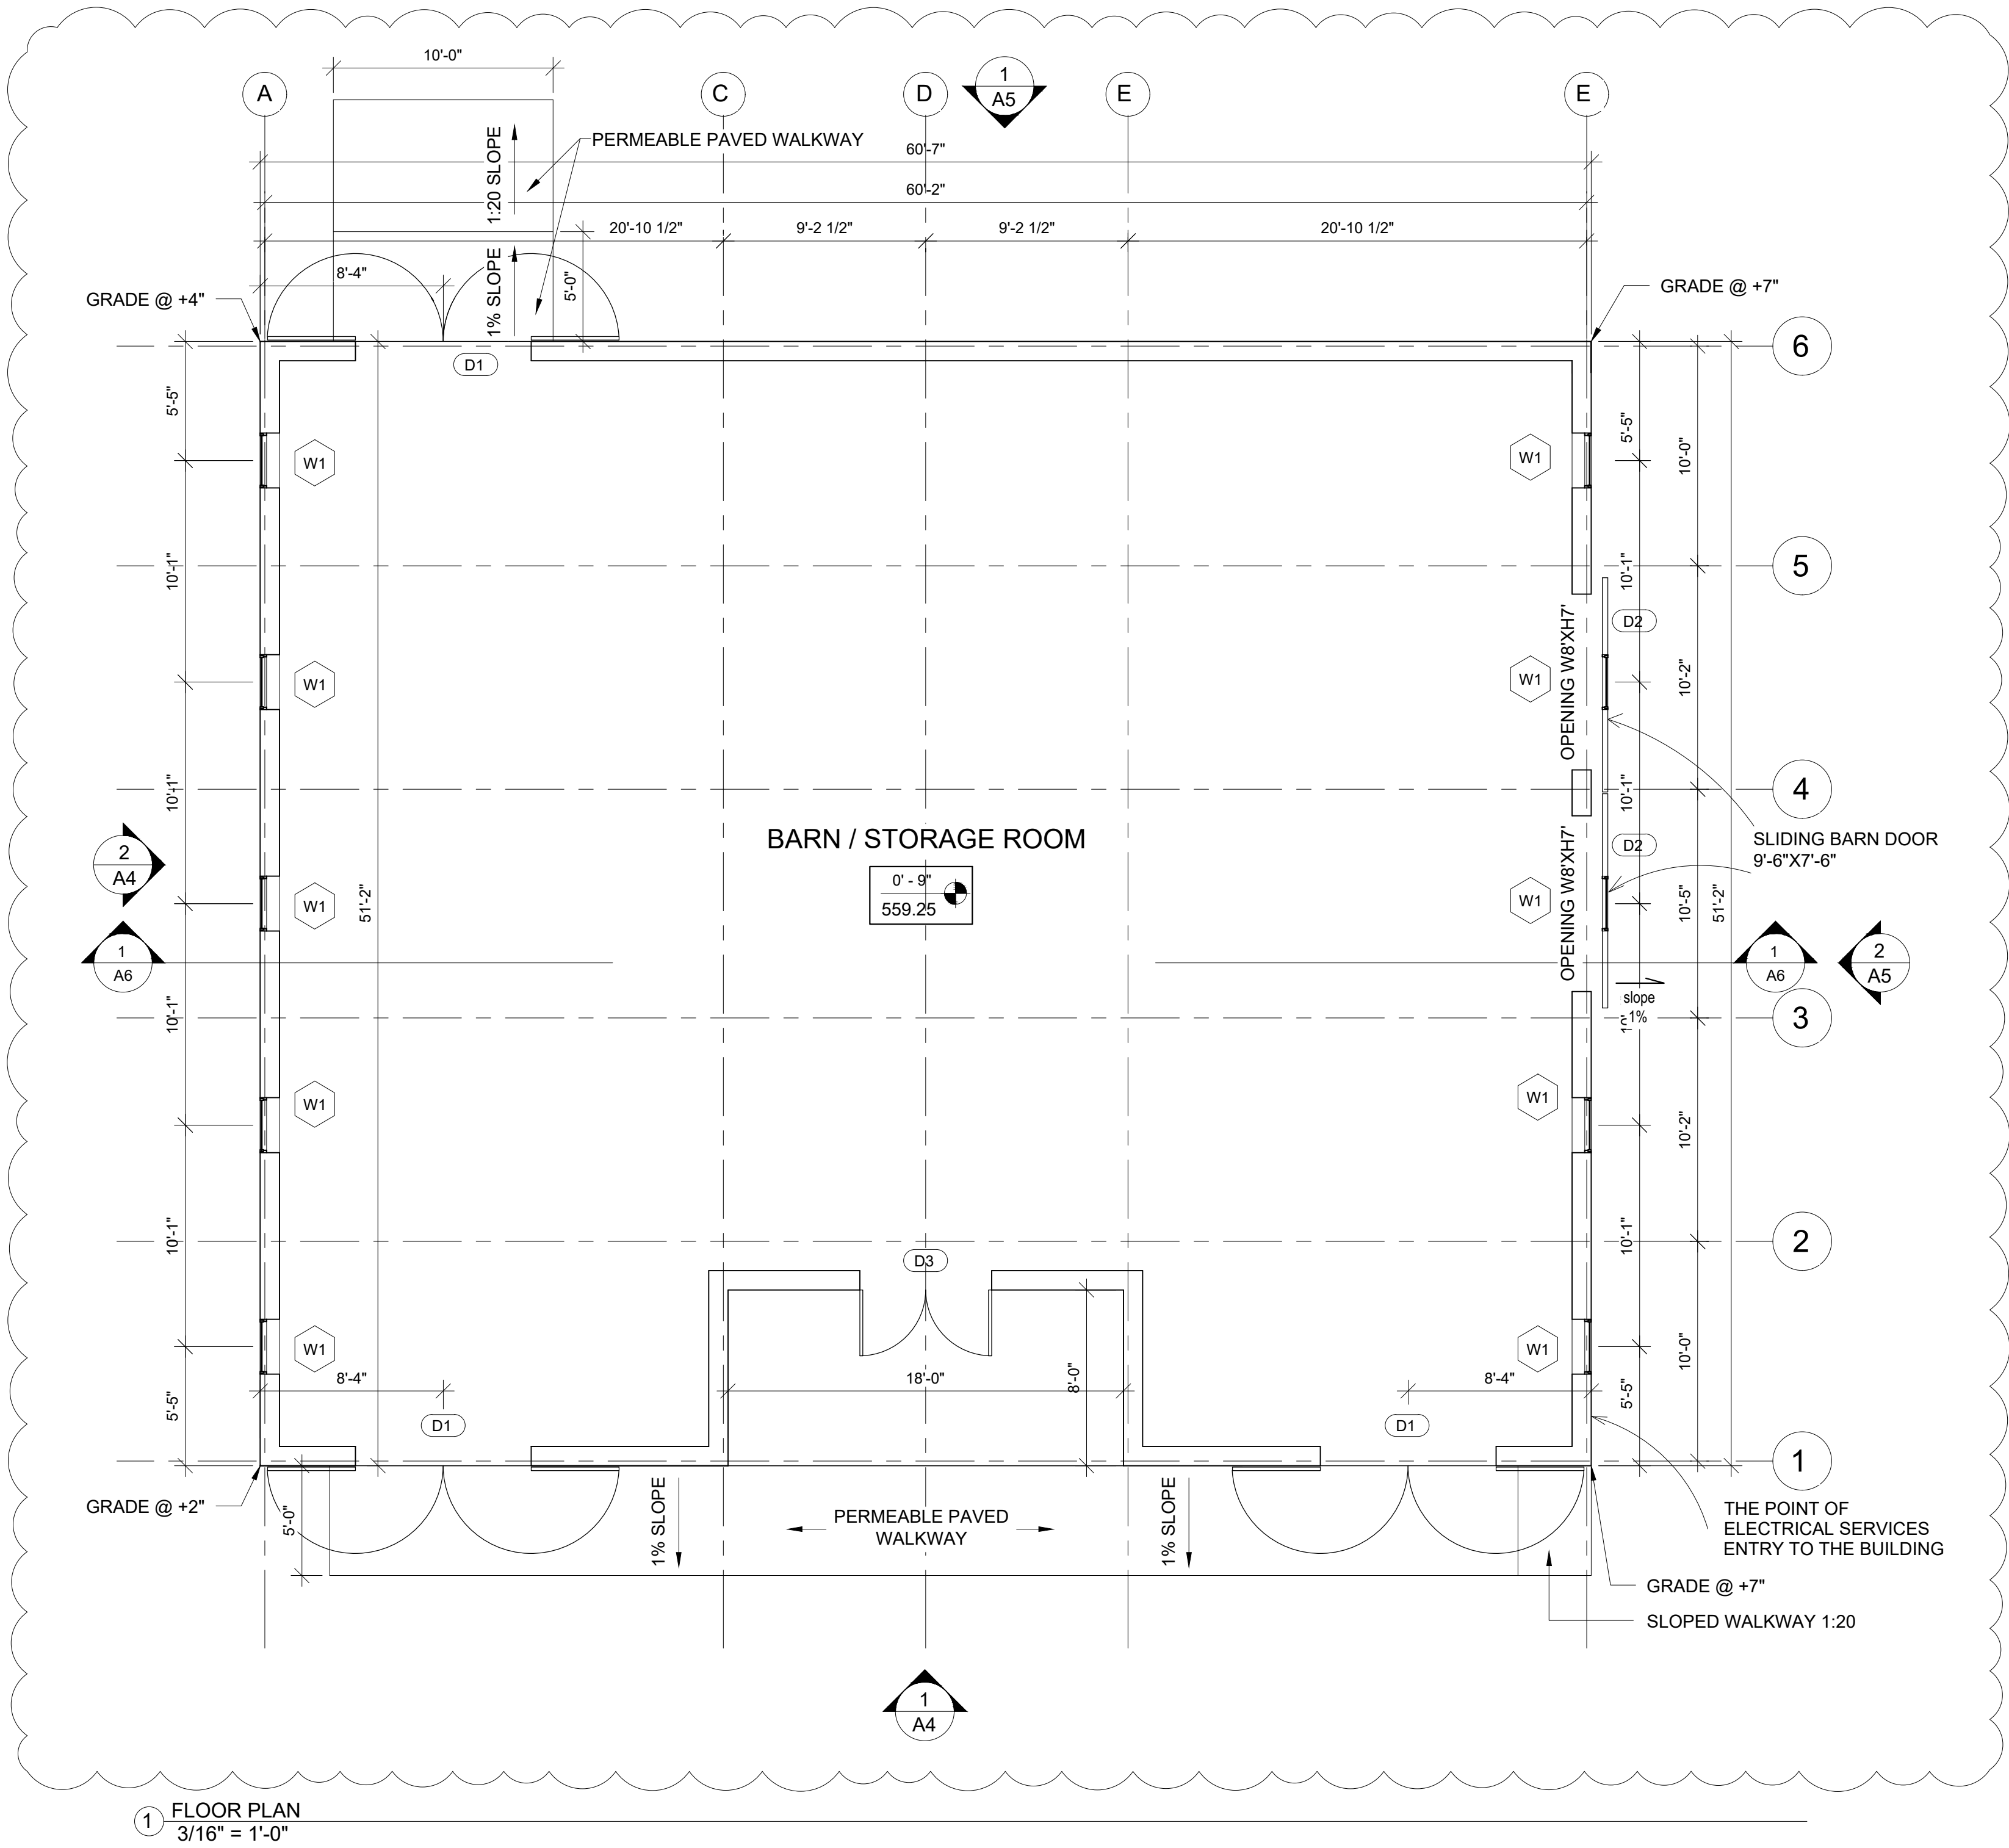 10'-0"
A
C
D
E
E
1
A5
1:20 SLOPE
PERMEABLE PAVED WALKWAY
60'-7"
60'-2"
20'-10 1/2"
9'-2 1/2"
9'-2 1/2"
20'-10 1/2"
8'-4"
1% SLOPE
5'-0"
GRADE @ +4"
GRADE @ +7"
6
D1
5'-5"
5'-5"
10'-0"
W1
W1
5
10'-1"
10'-1"
OPENING W8'XH7'
D2
W1
W1
10'-2"
4
10'-1"
10'-1"
BARN / STORAGE ROOM
0' - 9"
559.25
SLIDING BARN DOOR
9'-6"X7'-6"
D2
OPENING W8'XH7'
2
A4
51'-2"
W1
W1
10'-5"
51'-2"
1
A6
1
A6
2
A5
slope
1%
10'-1"
3
W1
W1
10'-2"
10'-1"
10'-1"
2
D3
W1
W1
10'-0"
8'-4"
18'-0"
8'-0"
8'-4"
5'-5"
5'-5"
D1
D1
1
GRADE @ +2"
5'-0"
1% SLOPE
PERMEABLE PAVED
WALKWAY
1% SLOPE
THE POINT OF
ELECTRICAL SERVICES
ENTRY TO THE BUILDING
GRADE @ +7"
SLOPED WALKWAY 1:20
1
A4
1
FLOOR PLAN
3/16" = 1'-0"